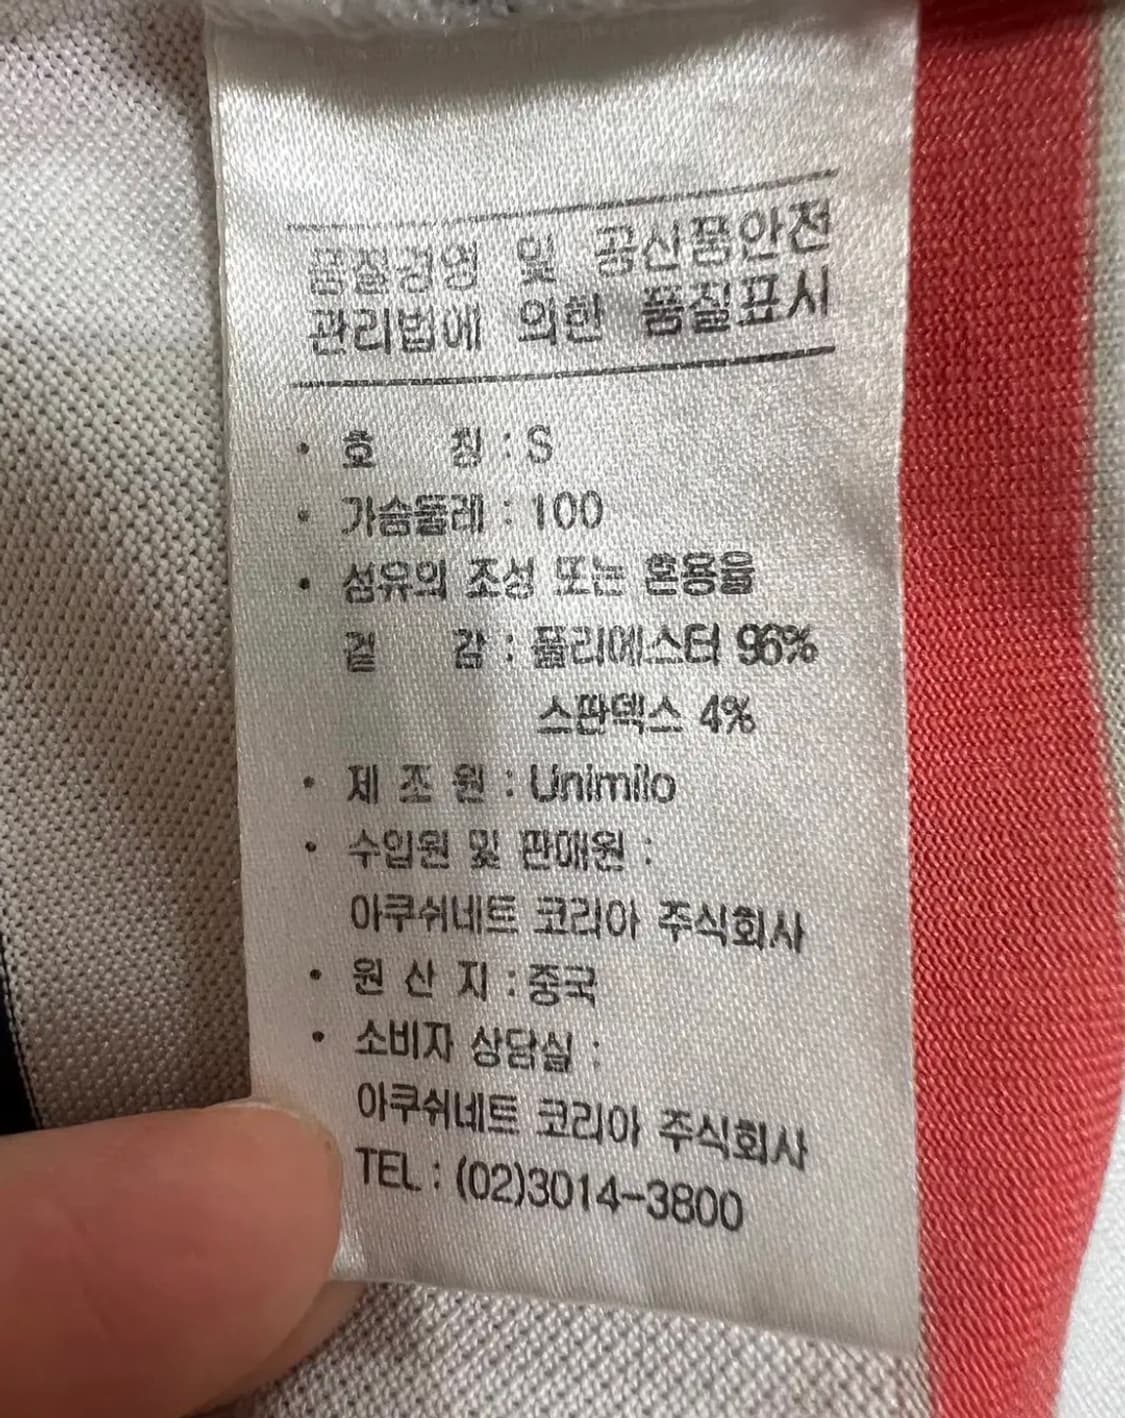 품질경영 및 공산품안전
관리법에 의한 품질표시
· 호 칭 : S
· 가슴둘레 : 100
· 섬유의 조성 또는 혼용율
겉 감 : 폴리에스터 96%
스판덱스 4%
· 제 조 원 : Unimilo
· 수입원 및 판매원 :
아쿠쉬네트 코리아 주식회사
· 원 산 지 : 중국
· 소비자 상담실 :
아쿠쉬네트 코리아 주식회사
TEL : (02)3014-3800